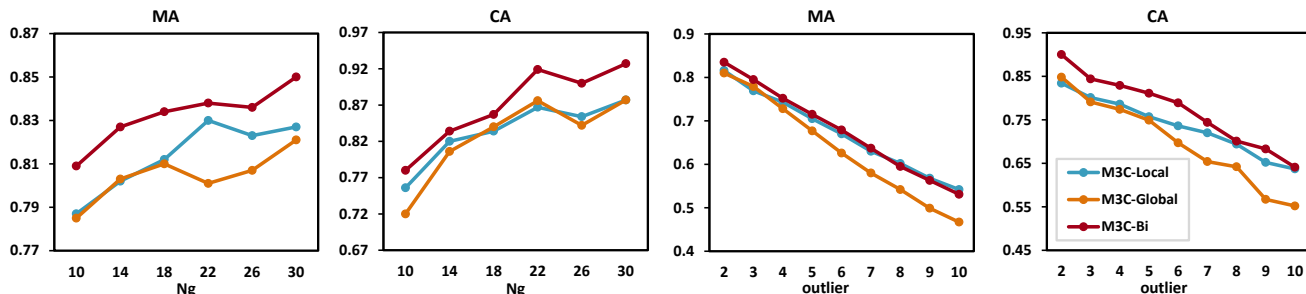 MA
0.87
0.85
0.83
0.81
0.79
0.77
10 14 18 22 26 30
Ng
CA
0.97
0.92
0.87
0.82
0.77
0.72
0.67
10 14 18 22 26 30
Ng
MA
0.9
0.8
0.7
0.6
0.5
0.4
2 3 4 5 6 7 8 9 10
outlier
CA
0.95
0.85
0.75
0.65
0.55
0.45
M3C-Local
M3C-Global
M3C-Bi
2 3 4 5 6 7 8 9 10
outlier